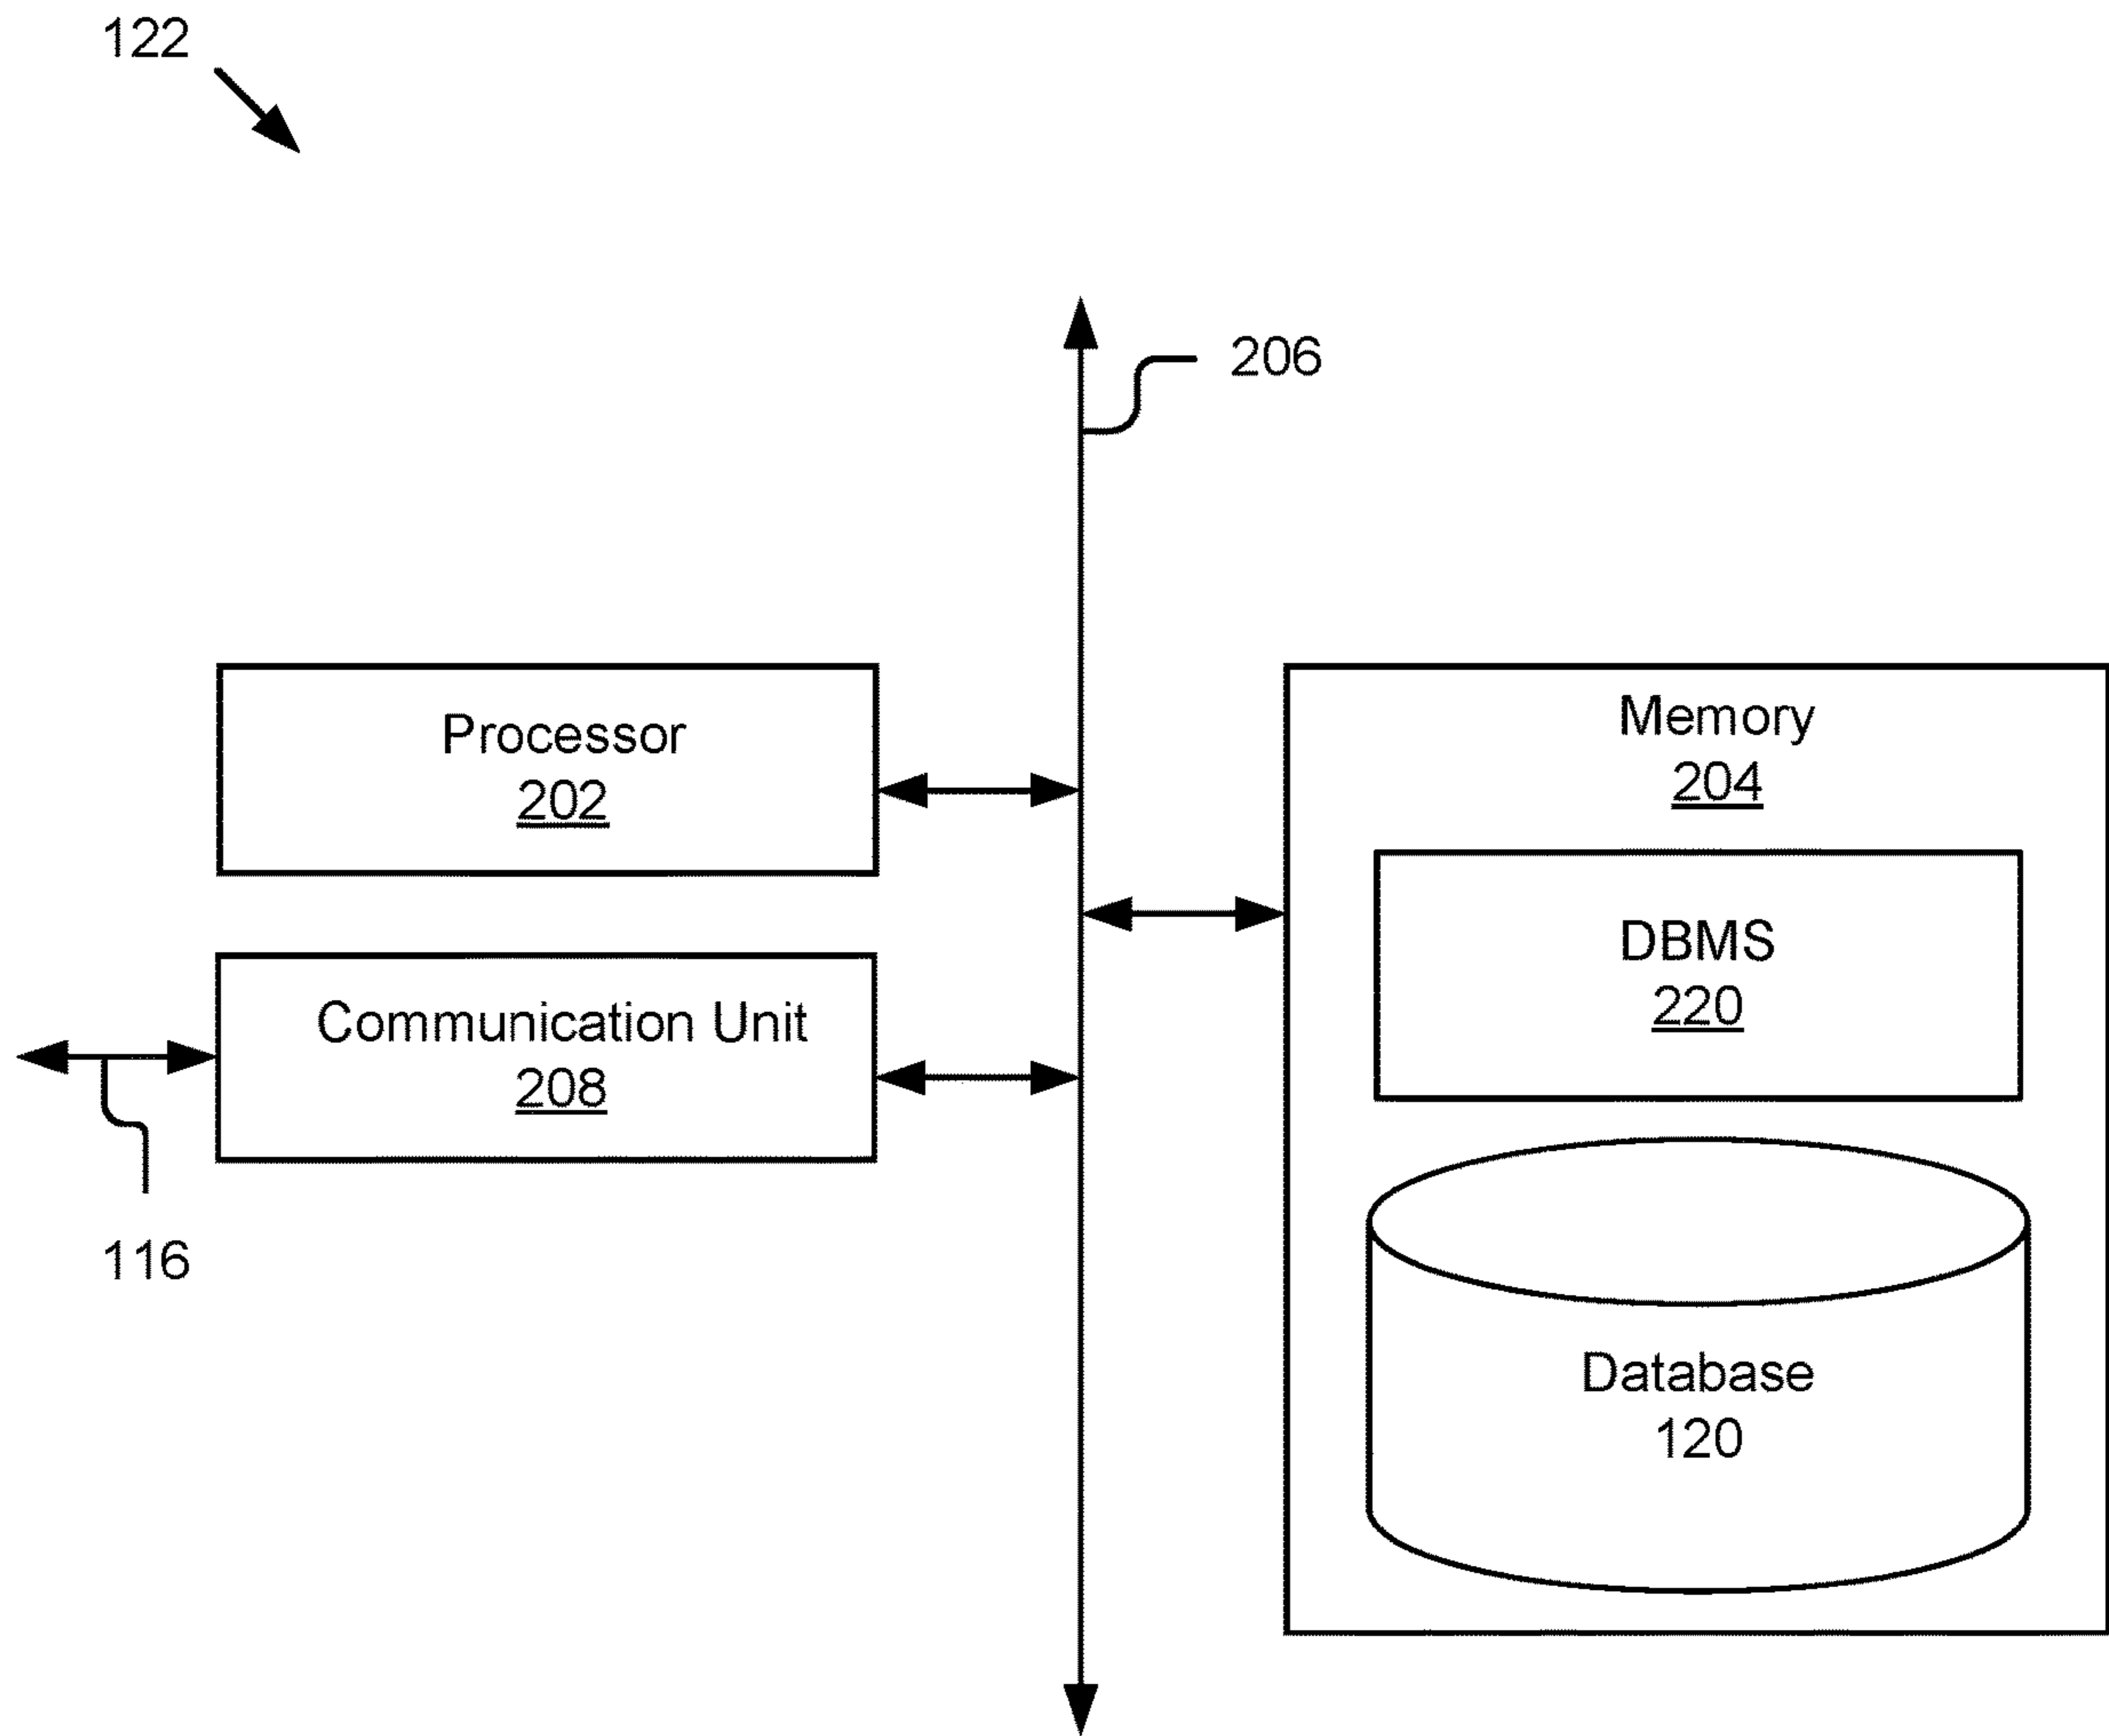 122
206
Processor
202
Memory
204
DBMS
220
Communication Unit
208
116
Database
120